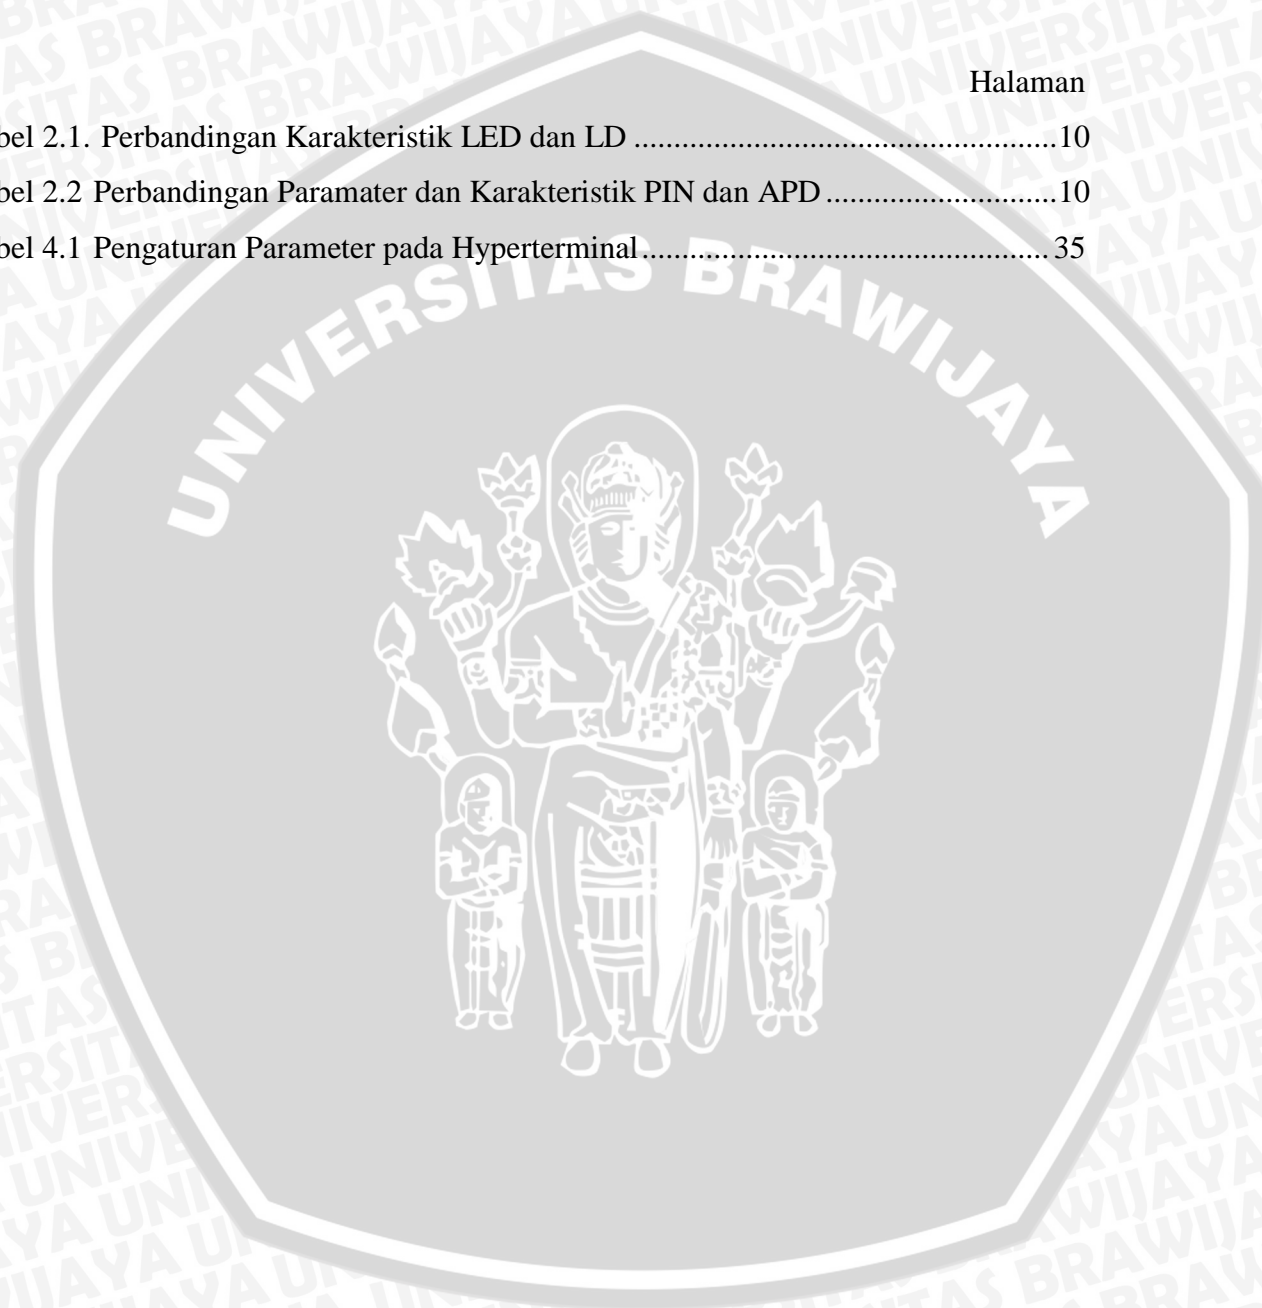 Halaman
bel 2.1. Perbandingan Karakteristik LED dan LD .....................................................10
bel 2.2 Perbandingan Paramater dan Karakteristik PIN dan APD .............................10
bel 4.1 Pengaturan Parameter pada Hyperterminal................................................... 35
UNIVERSITAS BRAWIJAYA